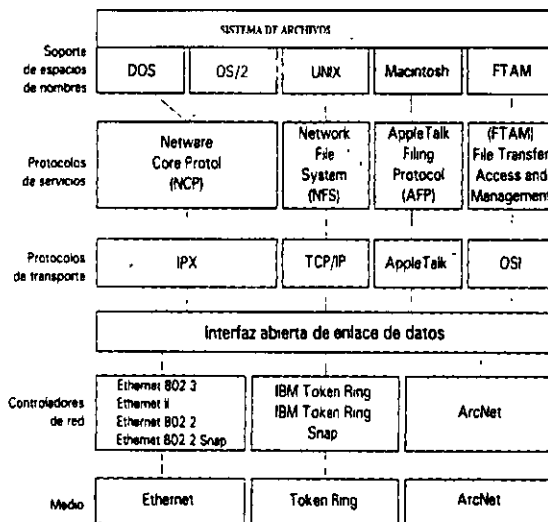 SISTEMA DE ARCHIVOS
Soporte
de espacios
de nombres
DOS
OS/2
UNIX
Macintosh
FTAM
Protocolos
de servicios
Netware
Core Protol
(NCP)
Network
File
System
(NFS)
AppleTalk
Filing
Protocol
(AFP)
(FTAM)
File Transfer
Access and
Management
Protocolos
de transporte
IPX
TCP/IP
AppleTalk
OSI
Interfaz abierta de enlace de datos
Controladores
de red
Ethernet 802 3
Ethernet II
Ethernet 802 2
Ethernet 802 2 Snap
IBM Token Ring
IBM Token Ring
Snap
ArcNet
Medio
Ethernet
Token Ring
ArcNet